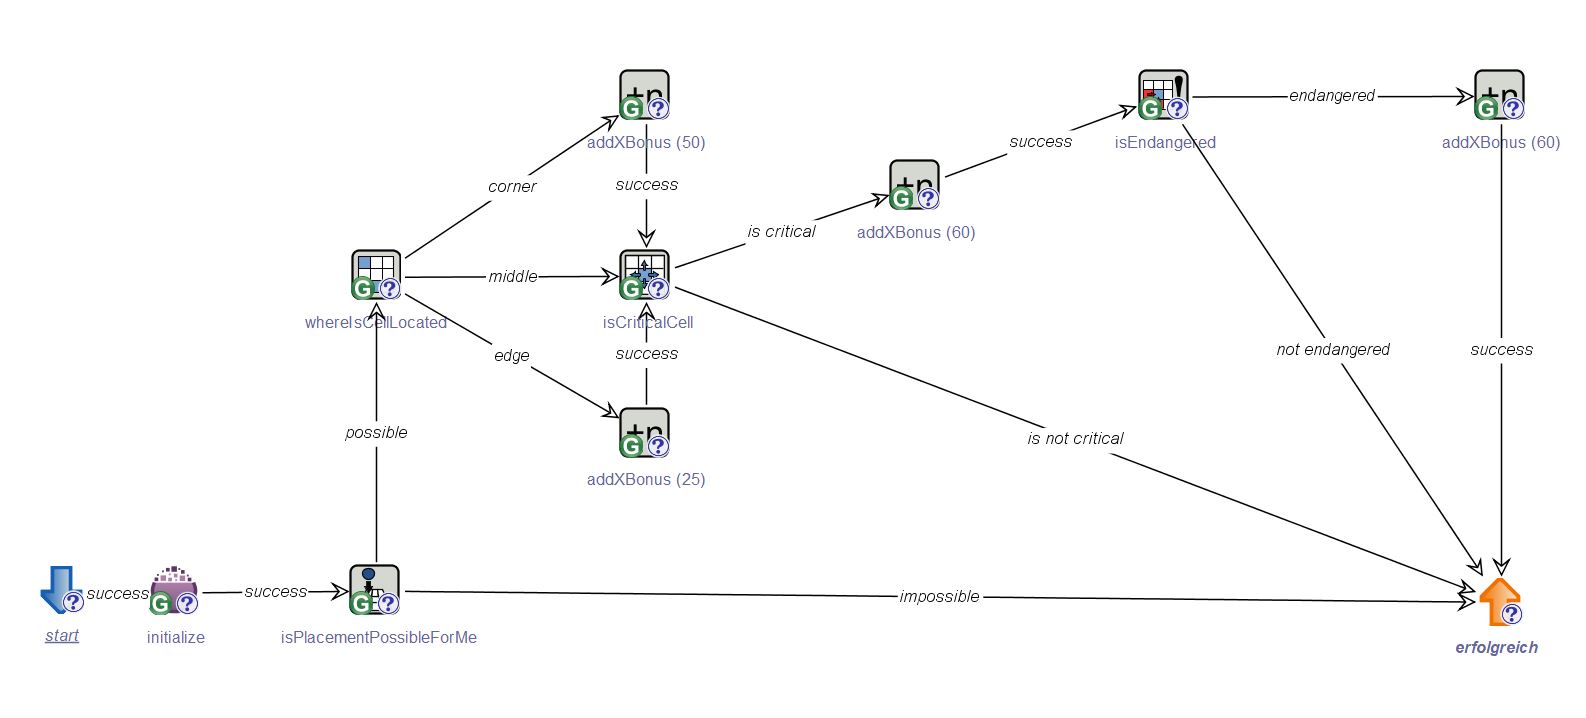 +n
G ?
addXBonus (50)
+n
G ?
addXBonus (60)
!
G ?
isEndangered
endangered
+n
G ?
addXBonus (60)
success
corner
success
is critical
G ?
whereIsCellLocated
middle
G ?
isCriticalCell
edge
success
not endangered
success
possible
+n
G ?
addXBonus (25)
is not critical
?
start
success
G ?
initialize
success
G ?
isPlacementPossibleForMe
impossible
?
erfolgreich